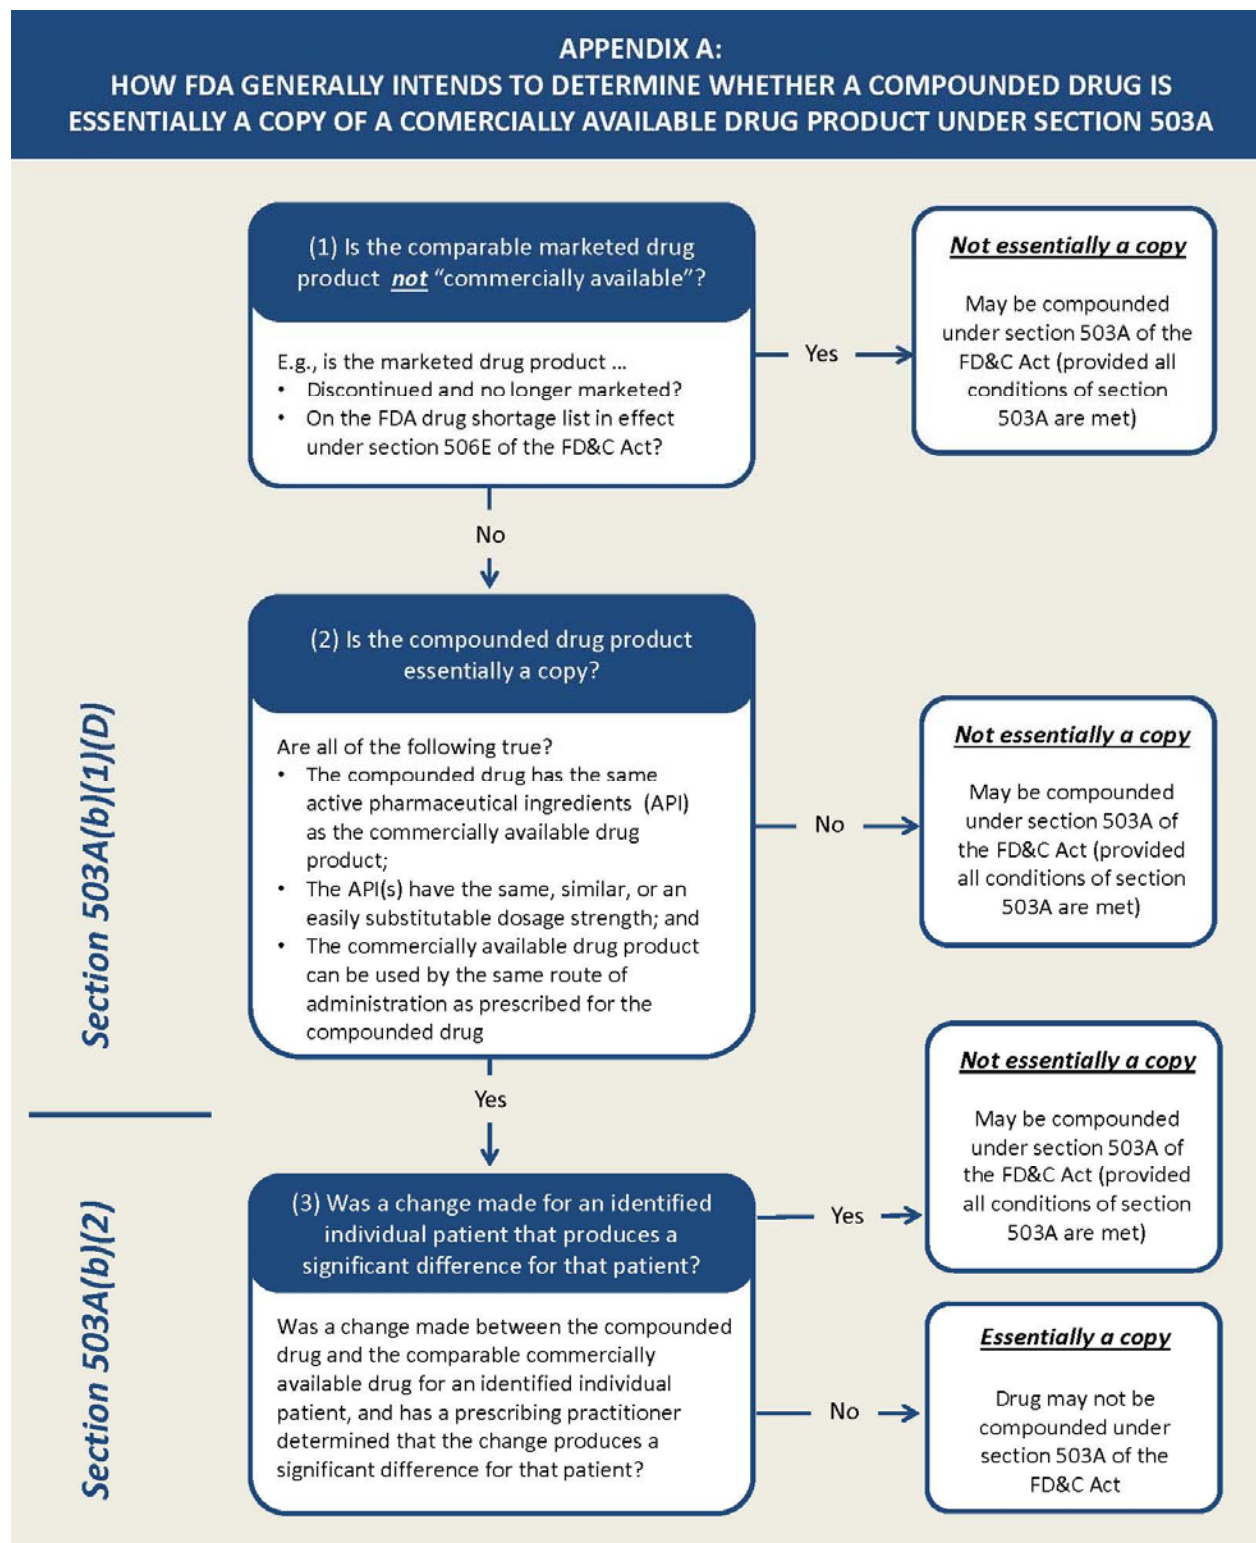 APPENDIX A:
HOW FDA GENERALLY INTENDS TO DETERMINE WHETHER A COMPOUNDED DRUG IS
ESSENTIALLY A COPY OF A COMERCIALLY AVAILABLE DRUG PRODUCT UNDER SECTION 503A
(1) Is the comparable marketed drug
product not “commercially available”?
E.g., is the marketed drug product ...
• Discontinued and no longer marketed?
• On the FDA drug shortage list in effect
under section 506E of the FD&C Act?
Yes
Not essentially a copy
May be compounded
under section 503A of the
FD&C Act (provided all
conditions of section
503A are met)
No
Section 503A(b)(1)(D)
(2) Is the compounded drug product
essentially a copy?
Are all of the following true?
• The compounded drug has the same
active pharmaceutical ingredients (API)
as the commercially available drug
product;
• The API(s) have the same, similar, or an
easily substitutable dosage strength; and
• The commercially available drug product
can be used by the same route of
administration as prescribed for the
compounded drug
No
Not essentially a copy
May be compounded
under section 503A of
the FD&C Act (provided
all conditions of section
503A are met)
Yes
Section 503A(b)(2)
(3) Was a change made for an identified
individual patient that produces a
significant difference for that patient?
Was a change made between the compounded
drug and the comparable commercially
available drug for an identified individual
patient, and has a prescribing practitioner
determined that the change produces a
significant difference for that patient?
Yes
Not essentially a copy
May be compounded
under section 503A of
the FD&C Act (provided
all conditions of section
503A are met)
No
Essentially a copy
Drug may not be
compounded under
section 503A of the
FD&C Act